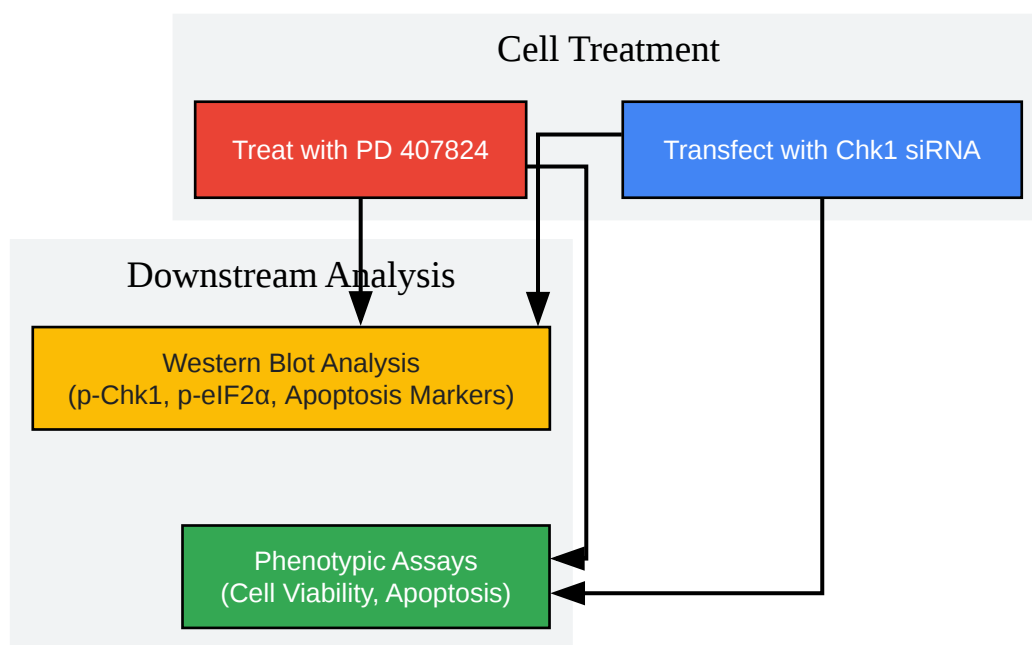 Cell Treatment
Treat with PD 407824
Transfect with Chk1 siRNA
Downstream Analysis
Western Blot Analysis
(p-Chk1, p-eIF2α, Apoptosis Markers)
Phenotypic Assays
(Cell Viability, Apoptosis)